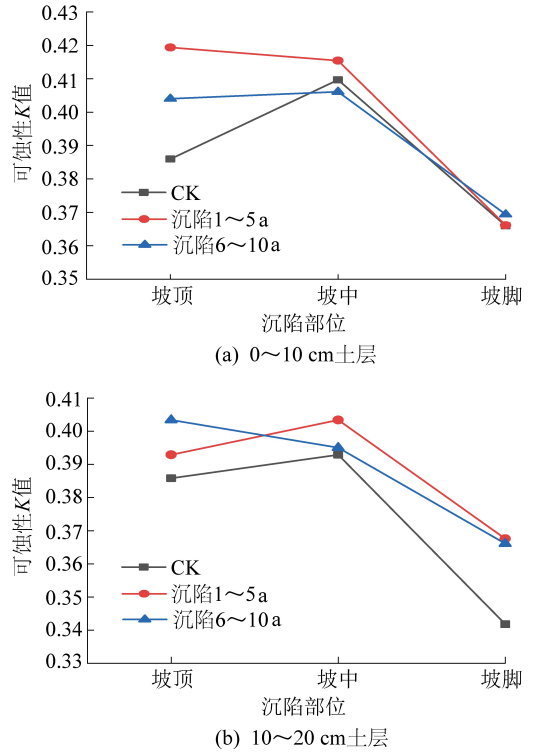 0.43
0.42
0.41
0.40
0.39
0.38
0.37
0.36
0.35
可蚀性K值
CK
沉陷1～5a
沉陷6～10a
坡顶 坡中 坡脚
沉陷部位
(a) 0～10 cm土层
0.41
0.40
0.39
0.38
0.37
0.36
0.35
0.34
0.33
可蚀性K值
CK
沉陷1～5a
沉陷6～10a
坡顶 坡中 坡脚
沉陷部位
(b) 10～20 cm土层